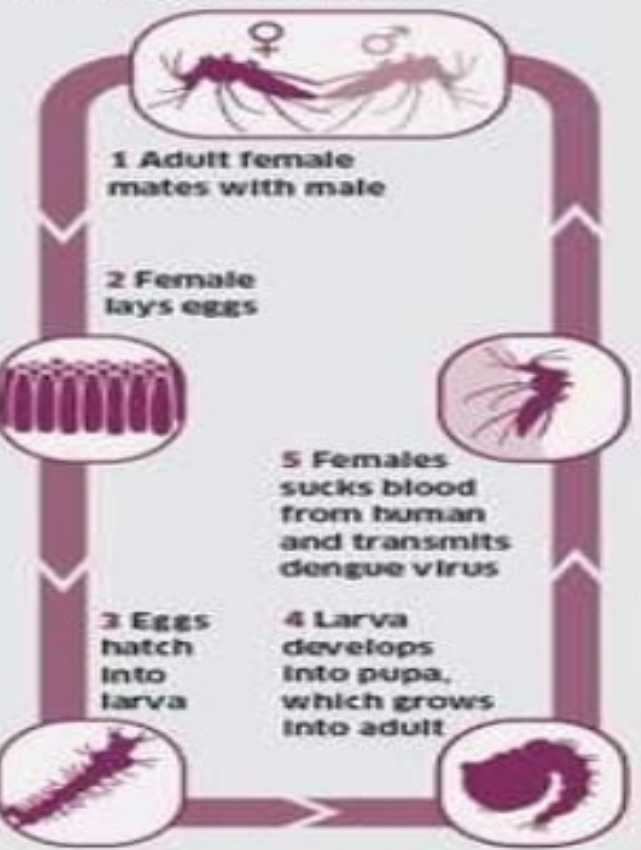 1 Adult female
mates with male
2 Female
lays eggs
5 Females
sucks blood
from human
and transmits
dengue virus
3 Eggs
hatch
into
larva
4 Larva
develops
into pupa,
which grows
into adult